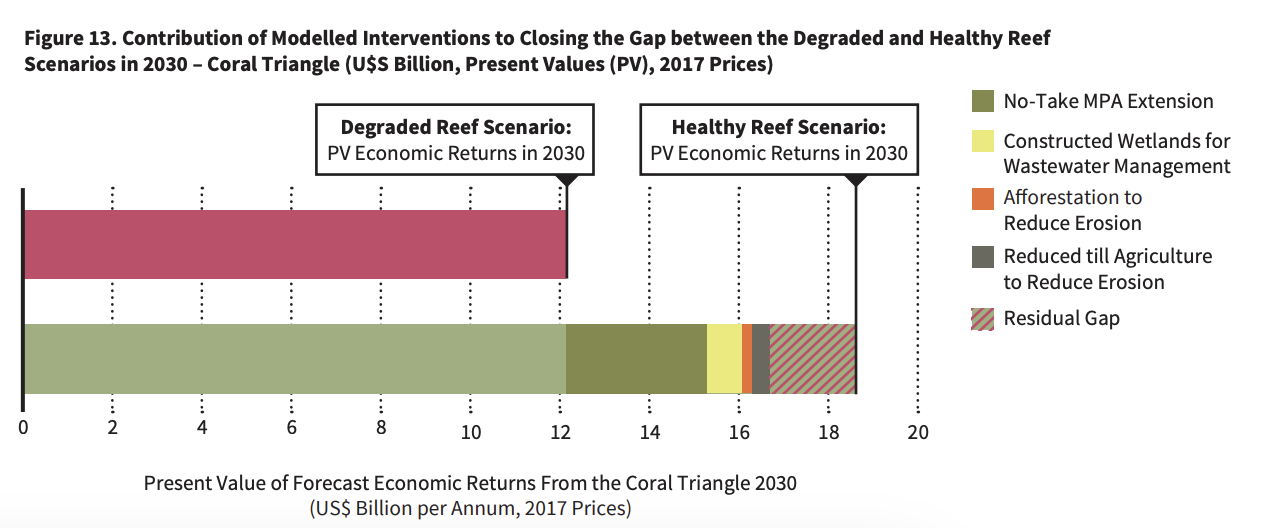 Figure 13. Contribution of Modelled Interventions to Closing the Gap between the Degraded and Healthy Reef
Scenarios in 2030 – Coral Triangle (U$S Billion, Present Values (PV), 2017 Prices)
Degraded Reef Scenario:
PV Economic Returns in 2030
Healthy Reef Scenario:
PV Economic Returns in 2030
No-Take MPA Extension
Constructed Wetlands for
Wastewater Management
Afforestation to
Reduce Erosion
Reduced till Agriculture
to Reduce Erosion
Residual Gap
0 2 4 6 8 10 12 14 16 18 20
Present Value of Forecast Economic Returns From the Coral Triangle 2030
(US$ Billion per Annum, 2017 Prices)